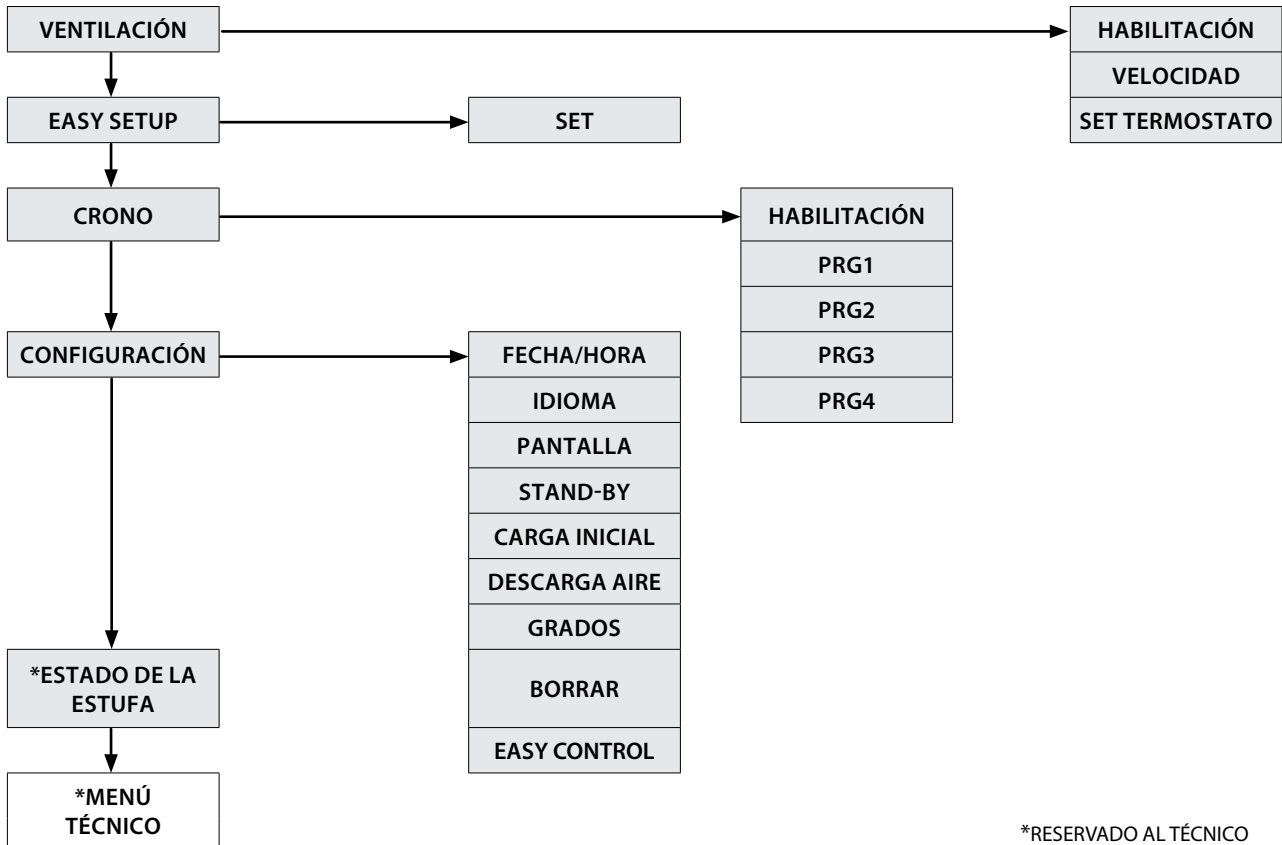 VENTILACIÓN
HABILITACIÓN
VELOCIDAD
SET TERMOSTATO
EASY SETUP
SET
CRONO
HABILITACIÓN
PRG1
PRG2
PRG3
PRG4
CONFIGURACIÓN
FECHA/HORA
IDIOMA
PANTALLA
STAND-BY
CARGA INICIAL
DESCARGA AIRE
GRADOS
BORRAR
EASY CONTROL
*ESTADO DE LA
ESTUFA
*MENÚ
TÉCNICO
*RESERVADO AL TÉCNICO